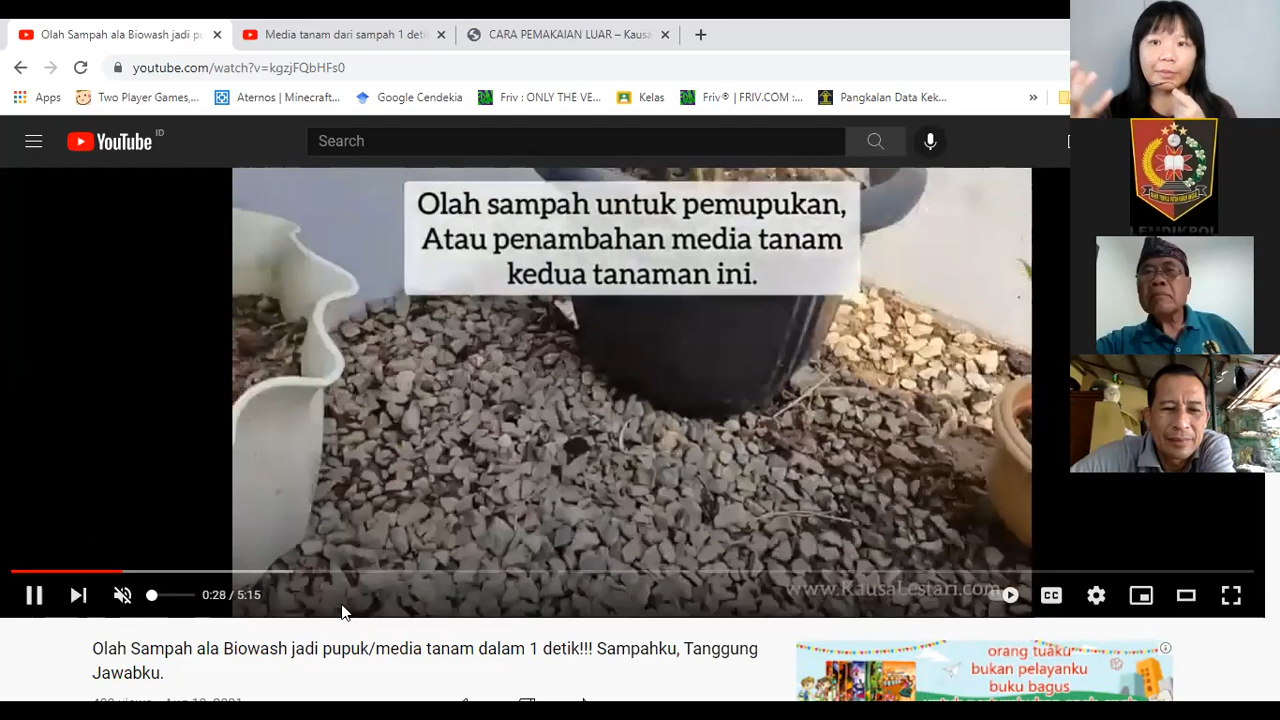 Olah Sampah ala Biowash jadi pu
Media tanam dari sampah 1 deti
CARA PEMAKAIAN LUAR – Kausa
youtube.com/watch?v=kgzjFQbHFs0
Apps
Two Player Games,...
Aternos | Minecraft...
Google Cendekia
Friv : ONLY THE VE...
Kelas
Friv® | FRIV.COM :...
Pangkalan Data Kek...
»
YouTube ID
Search
Olah sampah untuk pemupukan,
Atau penambahan media tanam
kedua tanaman ini.
LEMDIKPOL
www.KausaLestari.com
0:28 / 5:15
CC
Olah Sampah ala Biowash jadi pupuk/media tanam dalam 1 detik!!! Sampahku, Tanggung
Jawabku.
orang tuaku
bukan pelayanku
buku bagus